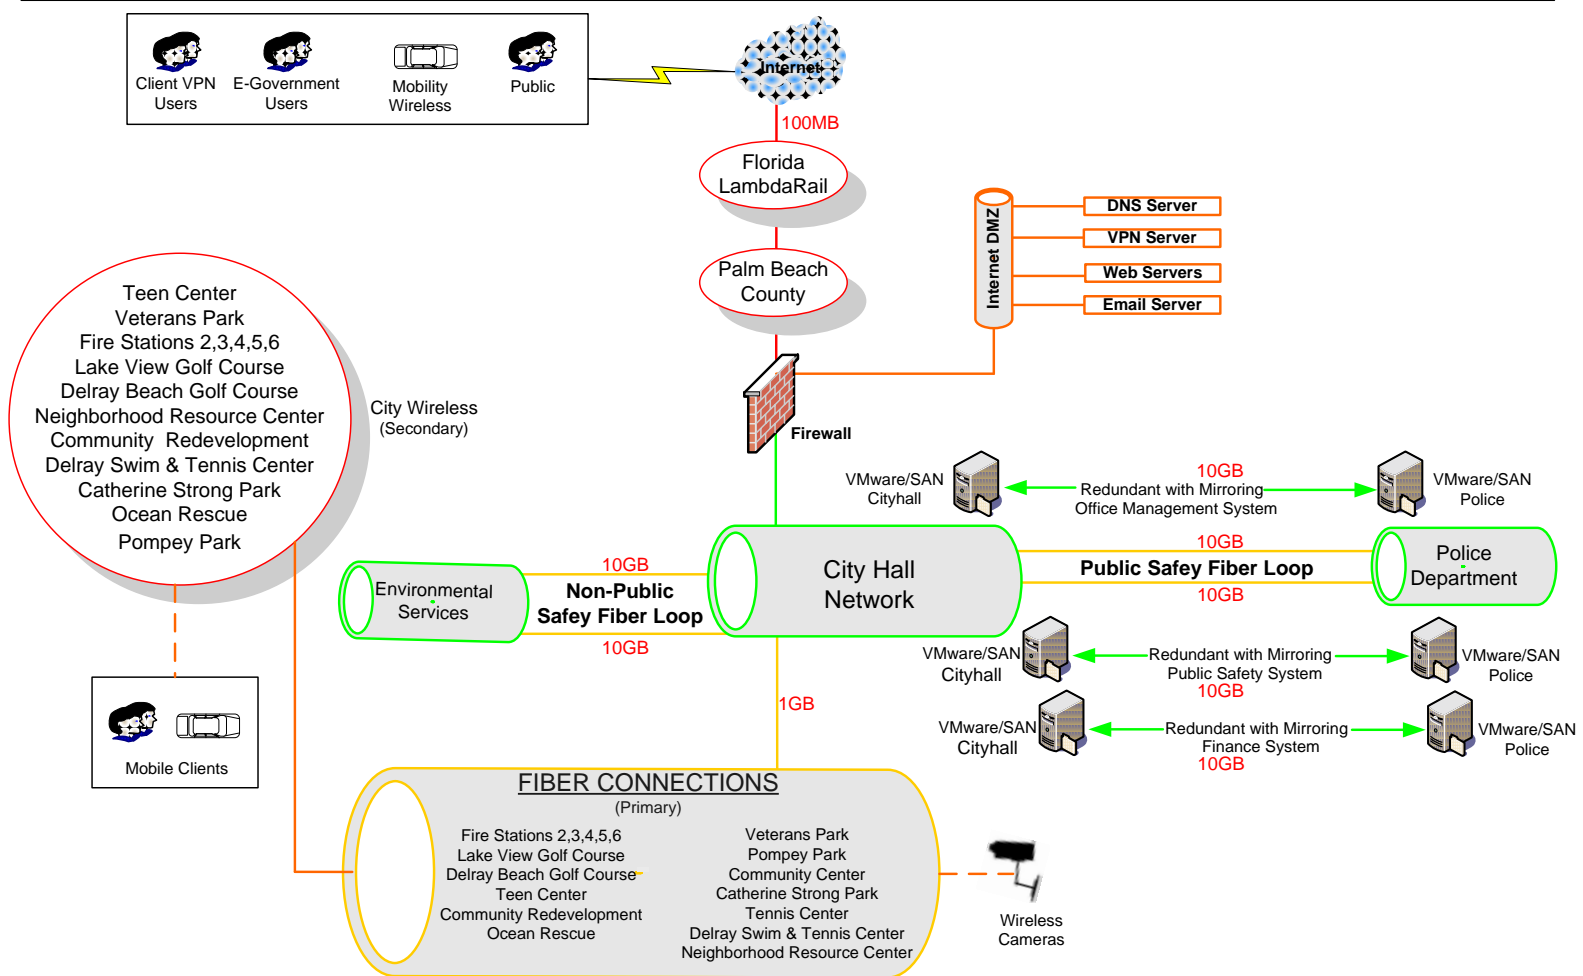 Client VPN
Users
E-Government
Users
Mobility
Wireless
Public
Internet
100MB
Florida
LambdaRail
Palm Beach
County
Internet DMZ
DNS Server
VPN Server
Web Servers
Email Server
Firewall
Teen Center
Veterans Park
Fire Stations 2,3,4,5,6
Lake View Golf Course
Delray Beach Golf Course
Neighborhood Resource Center
Community  Redevelopment
Delray Swim & Tennis Center
Catherine Strong Park
Ocean Rescue
Pompey Park
City Wireless
(Secondary)
Mobile Clients
VMware/SAN
Cityhall
10GB
Redundant with Mirroring
Office Management System
VMware/SAN
Police
Environmental
Services
10GB
Non-Public
Safey Fiber Loop
10GB
City Hall
Network
10GB
Public Safey Fiber Loop
10GB
Police
Department
VMware/SAN
Cityhall
Redundant with Mirroring
Public Safety System
10GB
VMware/SAN
Police
VMware/SAN
Cityhall
Redundant with Mirroring
Finance System
10GB
VMware/SAN
Police
1GB
FIBER CONNECTIONS
(Primary)
Fire Stations 2,3,4,5,6
Lake View Golf Course
Delray Beach Golf Course
Teen Center
Community Redevelopment
Ocean Rescue
Veterans Park
Pompey Park
Community Center
Catherine Strong Park
Tennis Center
Delray Swim & Tennis Center
Neighborhood Resource Center
Wireless
Cameras